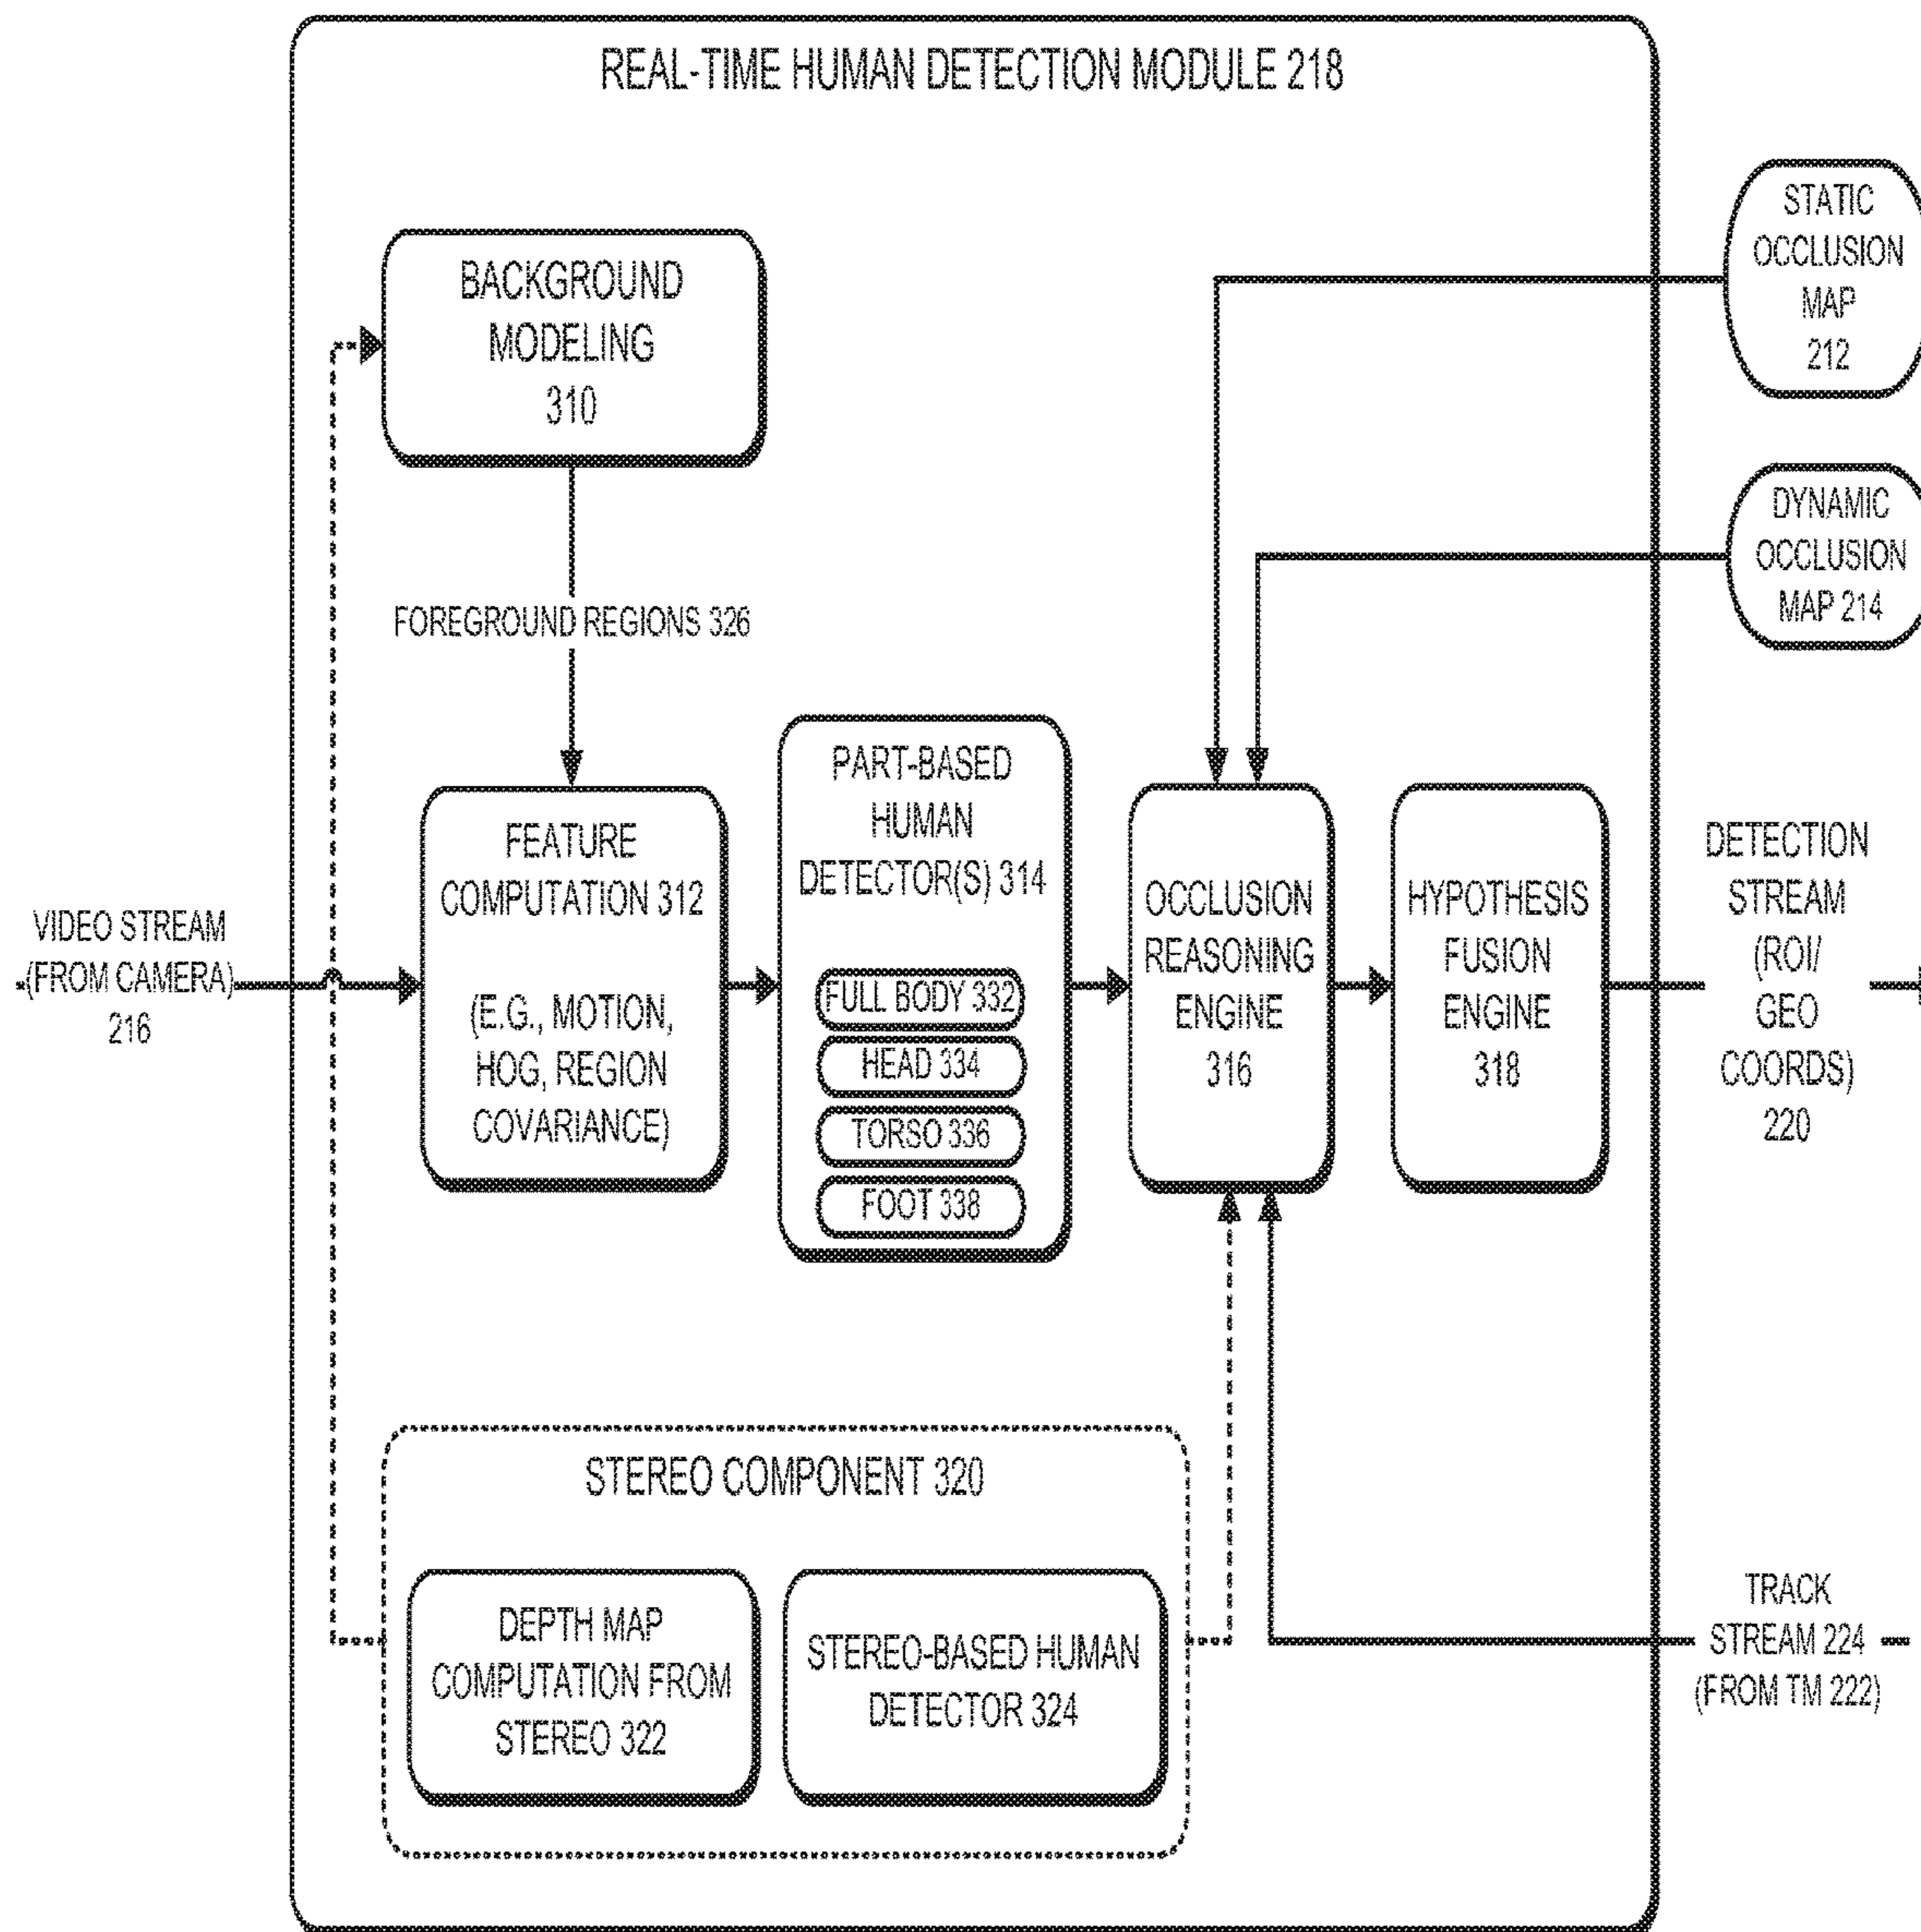 REAL-TIME HUMAN DETECTION MODULE 218
STATIC
OCCLUSION
MAP
212
BACKGROUND
MODELING
310
DYNAMIC
OCCLUSION
MAP 214
FOREGROUND REGIONS 326
VIDEO STREAM
(FROM CAMERA)
216
FEATURE
COMPUTATION 312
(E.G., MOTION,
HOG, REGION
COVARIANCE)
PART-BASED
HUMAN
DETECTOR(S) 314
FULL BODY 332
HEAD 334
TORSO 336
FOOT 338
OCCLUSION
REASONING
ENGINE
316
HYPOTHESIS
FUSION
ENGINE
318
DETECTION
STREAM
(ROI/
GEO
COORDS)
220
STEREO COMPONENT 320
DEPTH MAP
COMPUTATION FROM
STEREO 322
STEREO-BASED HUMAN
DETECTOR 324
TRACK
STREAM 224
(FROM TM 222)